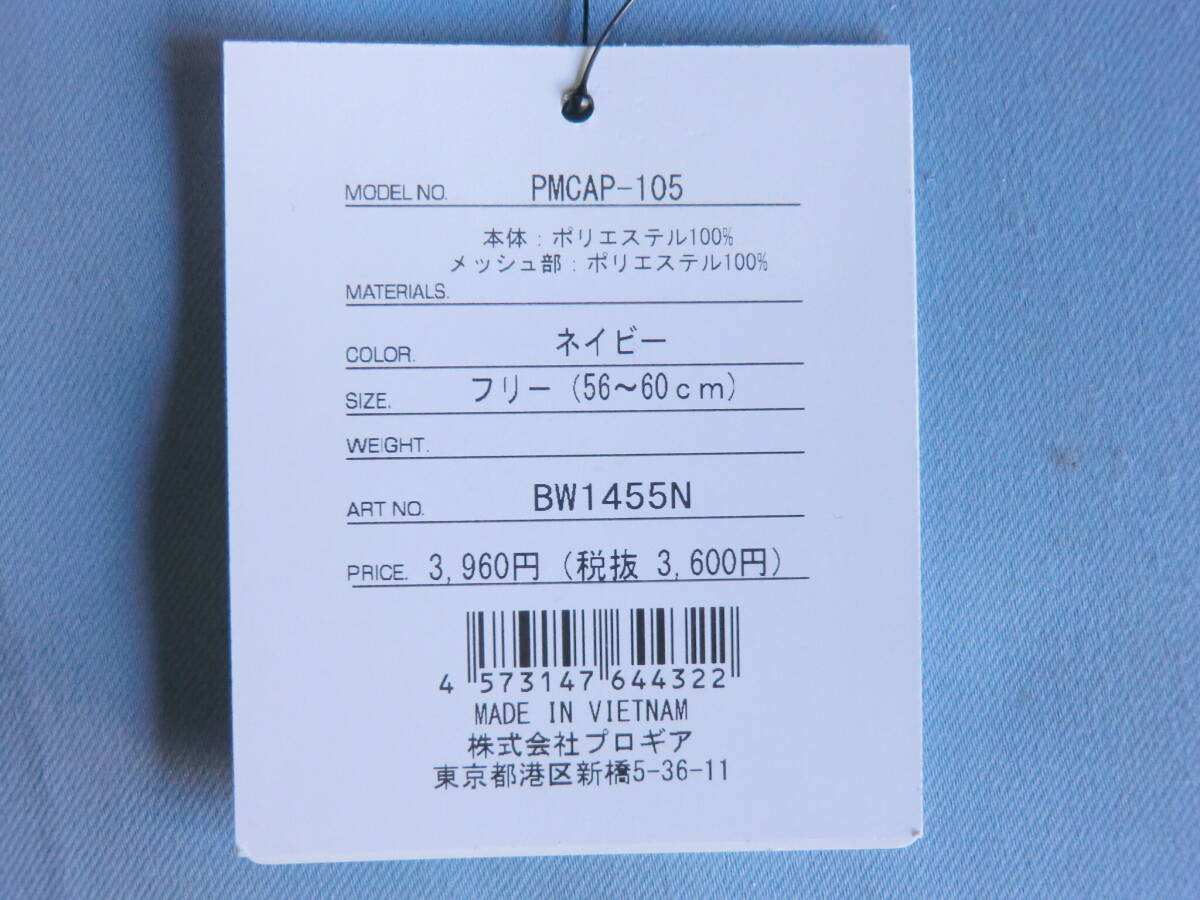 MODEL NO. PMCAP-105
本体：ポリエステル100%
メッシュ部：ポリエステル100%
MATERIALS.
COLOR. ネイビー
SIZE. フリー（56～60ｃｍ）
WEIGHT.
ART NO. BW1455N
PRICE. 3,960円（税抜 3,600円）
4 573147 644322
MADE IN VIETNAM
株式会社プロギア
東京都港区新橋5-36-11